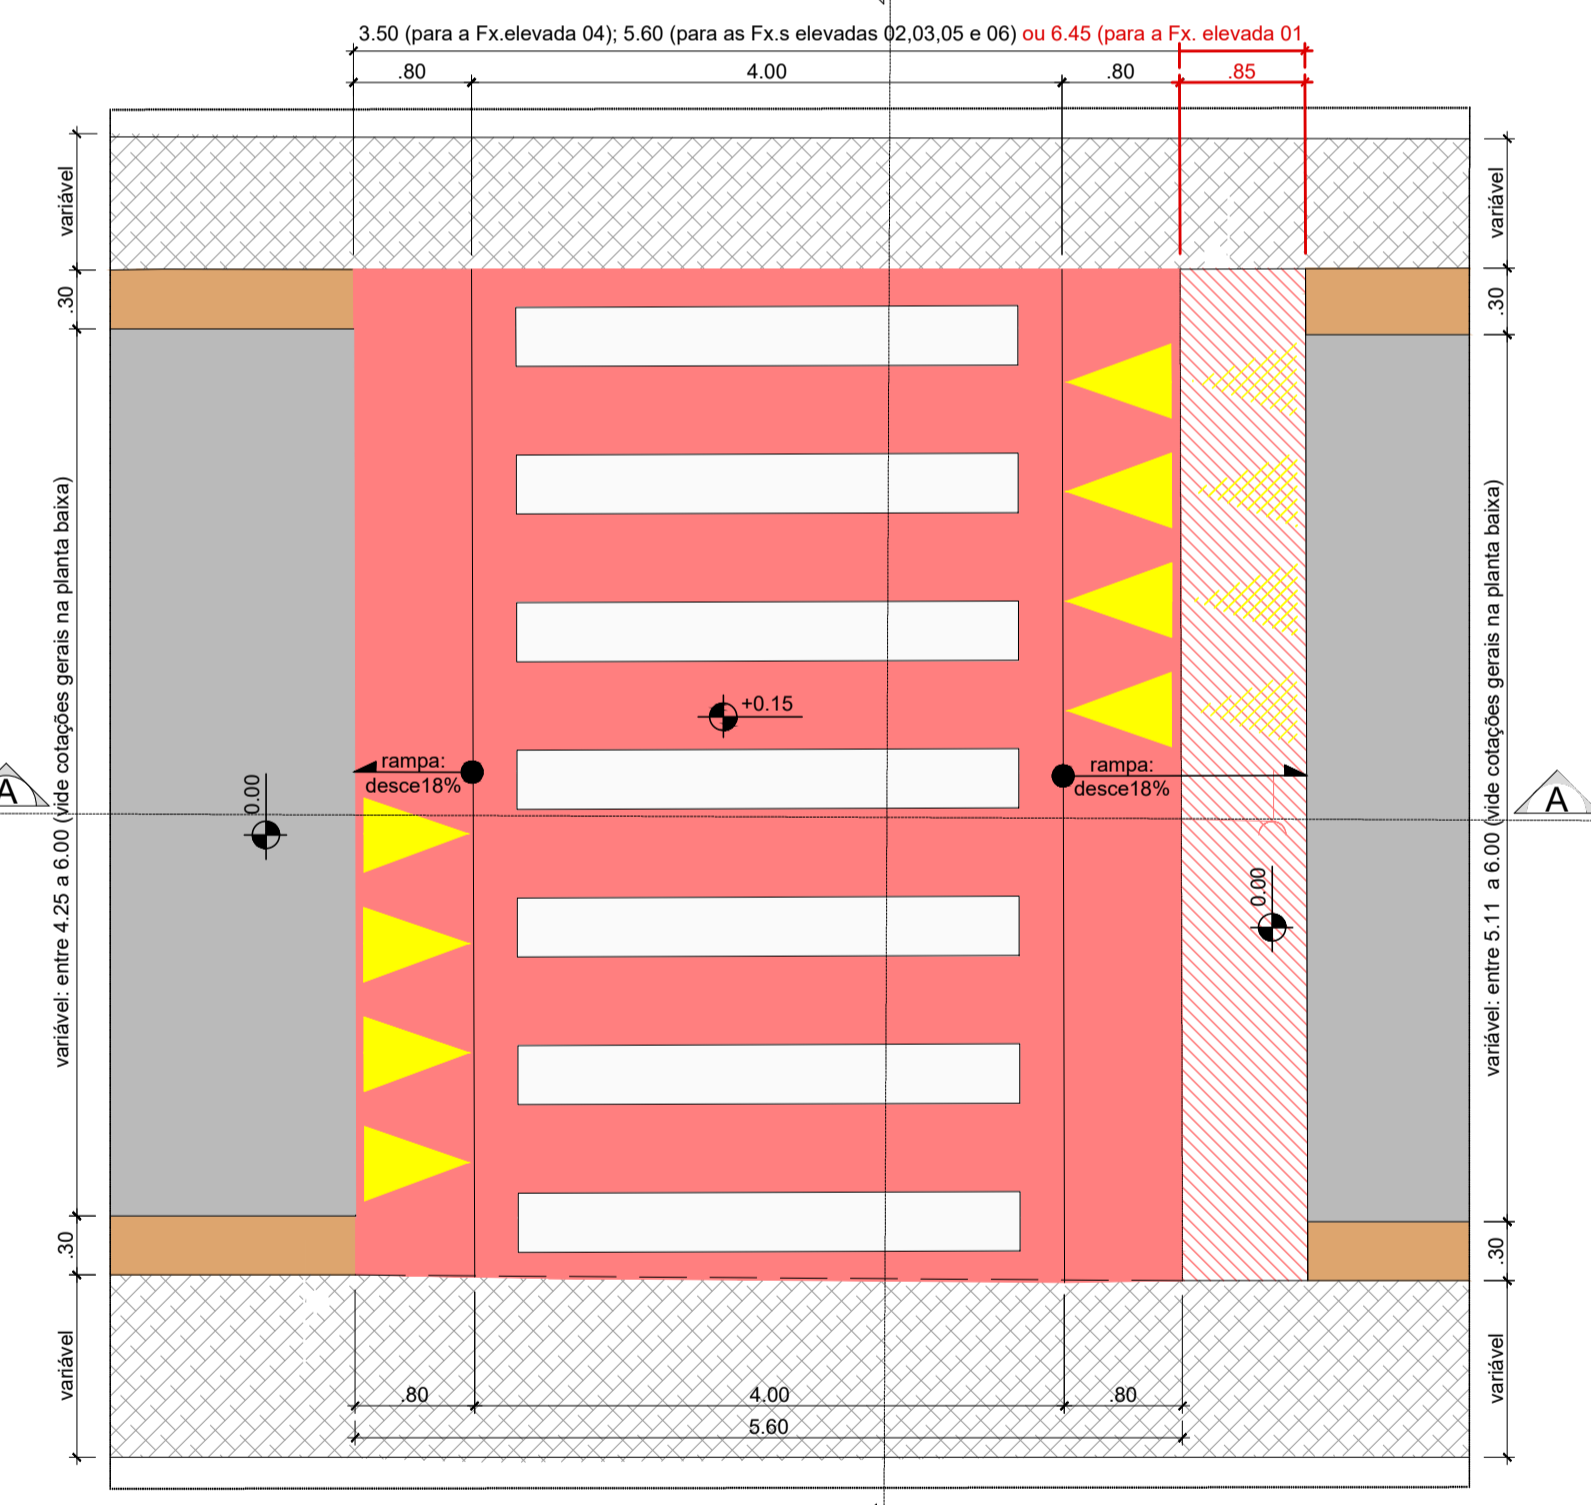 3.50 (para a Fx.elevada 04); 5.60 (para as Fx.s elevadas 02,03,05 e 06) ou 6.45 (para a Fx. elevada 01
.80
4.00
.80
.85
variável
variável
.30
.30
variável: entre 4.25 a 6.00 (vide cotações gerais na planta baixa)
variável: entre 5.11 a 6.00 (vide cotações gerais na planta baixa)
+0.15
rampa:
desce18%
rampa:
desce18%
A
A
0.00
0.00
.30
.30
variável
variável
.80
4.00
.80
5.60